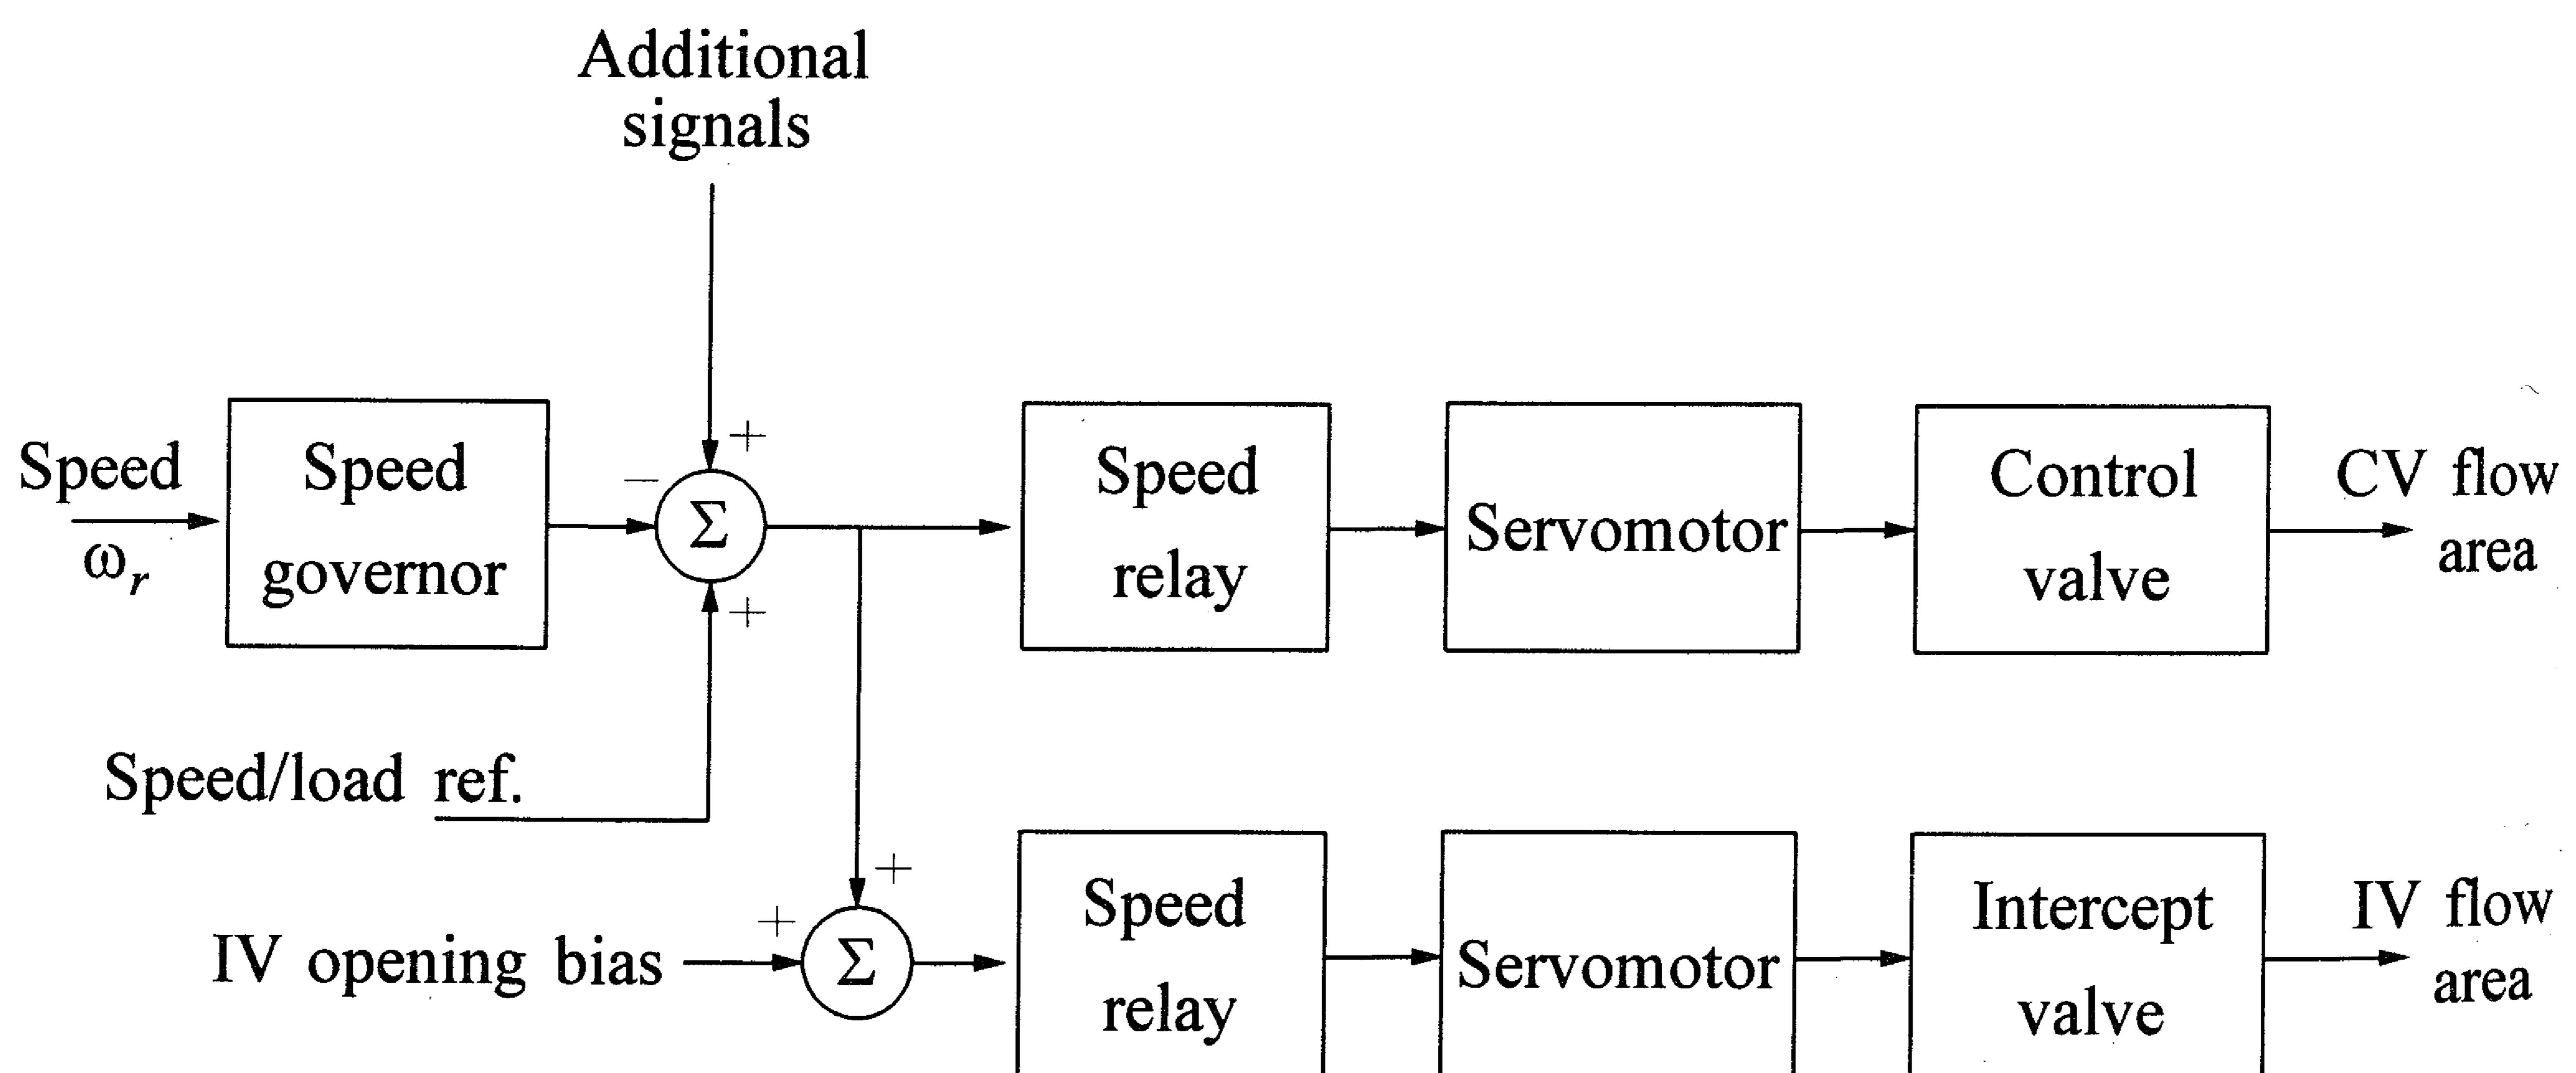 Additional
signals
+
Speed
ωr
Speed
governor
−
Σ
+
Speed
relay
Servomotor
Control
valve
CV flow
area
Speed/load ref.
+
IV opening bias
+
Σ
Speed
relay
Servomotor
Intercept
valve
IV flow
area